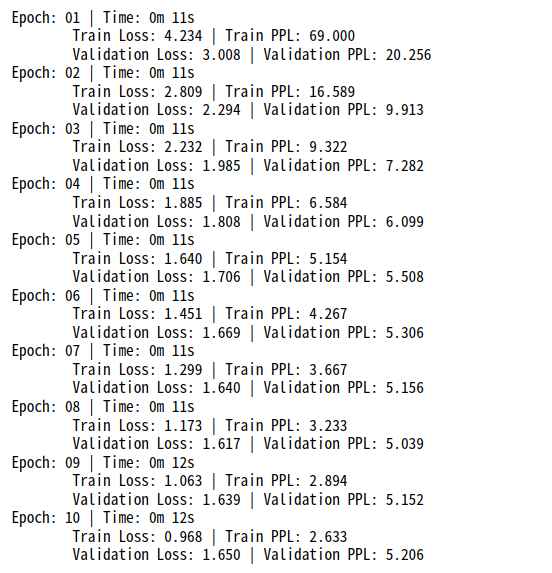 Epoch: 01 | Time: 0m 11s
Train Loss: 4.234 | Train PPL: 69.000
Validation Loss: 3.008 | Validation PPL: 20.256
Epoch: 02 | Time: 0m 11s
Train Loss: 2.809 | Train PPL: 16.589
Validation Loss: 2.294 | Validation PPL: 9.913
Epoch: 03 | Time: 0m 11s
Train Loss: 2.232 | Train PPL: 9.322
Validation Loss: 1.985 | Validation PPL: 7.282
Epoch: 04 | Time: 0m 11s
Train Loss: 1.885 | Train PPL: 6.584
Validation Loss: 1.808 | Validation PPL: 6.099
Epoch: 05 | Time: 0m 11s
Train Loss: 1.640 | Train PPL: 5.154
Validation Loss: 1.706 | Validation PPL: 5.508
Epoch: 06 | Time: 0m 11s
Train Loss: 1.451 | Train PPL: 4.267
Validation Loss: 1.669 | Validation PPL: 5.306
Epoch: 07 | Time: 0m 11s
Train Loss: 1.299 | Train PPL: 3.667
Validation Loss: 1.640 | Validation PPL: 5.156
Epoch: 08 | Time: 0m 11s
Train Loss: 1.173 | Train PPL: 3.233
Validation Loss: 1.617 | Validation PPL: 5.039
Epoch: 09 | Time: 0m 12s
Train Loss: 1.063 | Train PPL: 2.894
Validation Loss: 1.639 | Validation PPL: 5.152
Epoch: 10 | Time: 0m 12s
Train Loss: 0.968 | Train PPL: 2.633
Validation Loss: 1.650 | Validation PPL: 5.206